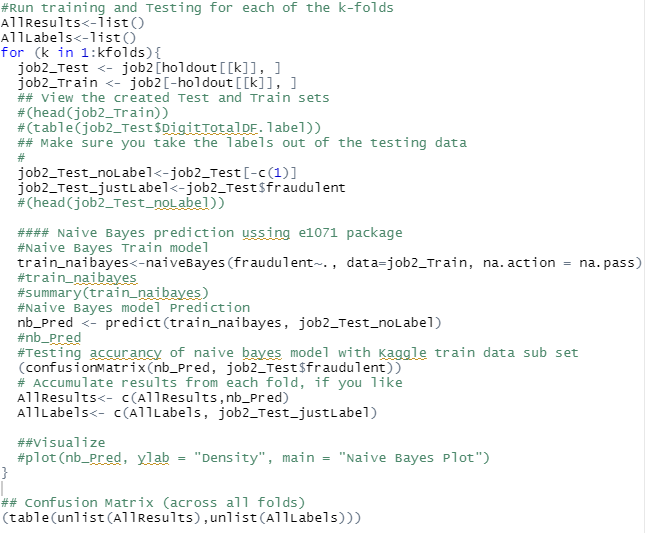 #Run training and Testing for each of the k-folds
AllResults<-list()
AllLabels<-list()
for (k in 1:kfolds){
  job2_Test <- job2[holdout[[k]], ]
  job2_Train <- job2[-holdout[[k]], ]
  ## View the created Test and Train sets
  #(head(job2_Train))
  #(table(job2_Test$DigitTotalDF.label))
  ## Make sure you take the labels out of the testing data
  #
  job2_Test_noLabel<-job2_Test[-c(1)]
  job2_Test_justLabel<-job2_Test$fraudulent
  #(head(job2_Test_noLabel))
  #### Naive Bayes prediction ussing e1071 package
  #Naive Bayes Train model
  train_naibayes<-naiveBayes(fraudulent~., data=job2_Train, na.action = na.pass)
  #train_naibayes
  #summary(train_naibayes)
  #Naive Bayes model Prediction
  nb_Pred <- predict(train_naibayes, job2_Test_noLabel)
  #nb_Pred
  #Testing accurancy of naive bayes model with Kaggle train data sub set
  (confusionMatrix(nb_Pred, job2_Test$fraudulent))
  # Accumulate results from each fold, if you like
  AllResults<- c(AllResults,nb_Pred)
  AllLabels<- c(AllLabels, job2_Test_justLabel)
  ##Visualize
  #plot(nb_Pred, ylab = "Density", main = "Naive Bayes Plot")
}
## Confusion Matrix (across all folds)
(table(unlist(AllResults),unlist(AllLabels)))